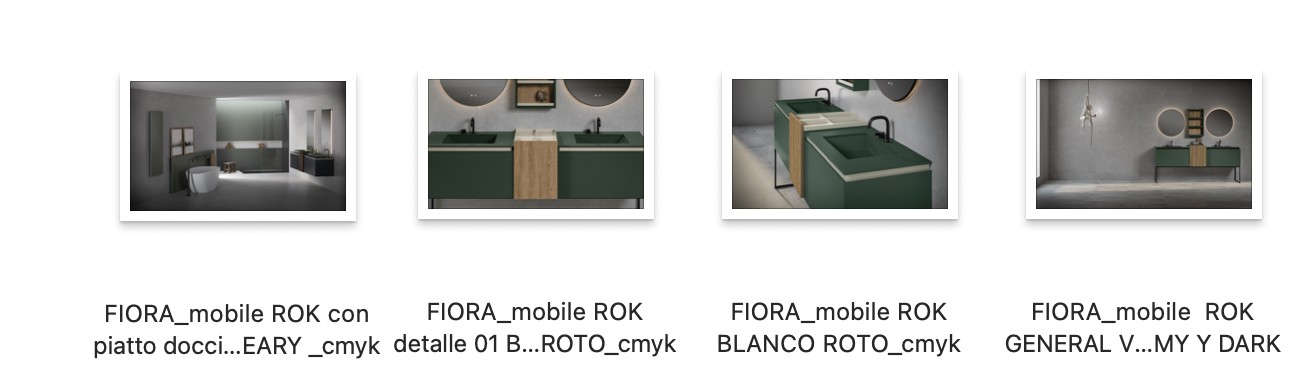 FIORA_mobile ROK con
piatto docci...EARY _cmyk
FIORA_mobile ROK
detalle 01 B...ROTO_cmyk
FIORA_mobile ROK
BLANCO ROTO_cmyk
FIORA_mobile  ROK
GENERAL V...MY Y DARK